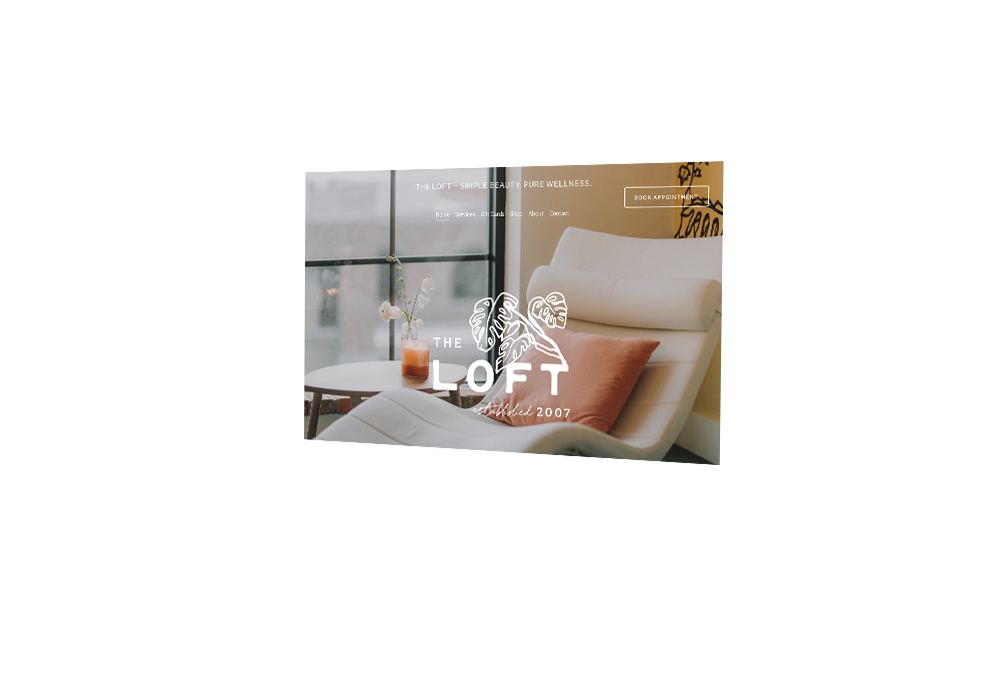 THE LOFT - SIMPLE BEAUTY. PURE WELLNESS.
BOOK APPOINTMENT
Home Services Gift Cards Shop About Contact
THE
LOFT
established 2007